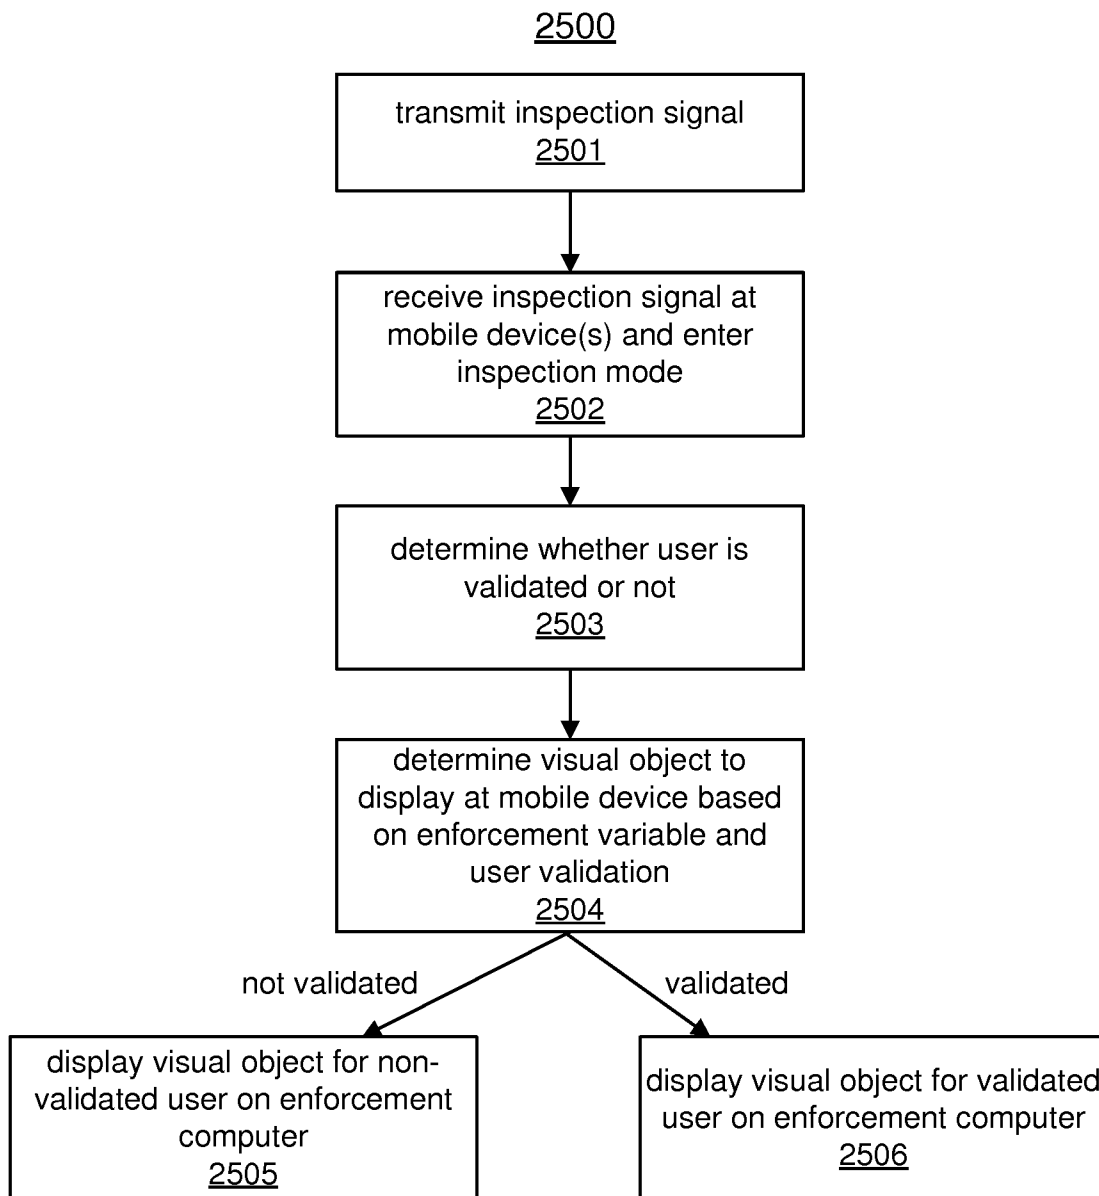 2500
transmit inspection signal
2501
receive inspection signal at
mobile device(s) and enter
inspection mode
2502
determine whether user is
validated or not
2503
determine visual object to
display at mobile device based
on enforcement variable and
user validation
2504
not validated
validated
display visual object for non-
validated user on enforcement
computer
2505
display visual object for validated
user on enforcement computer
2506